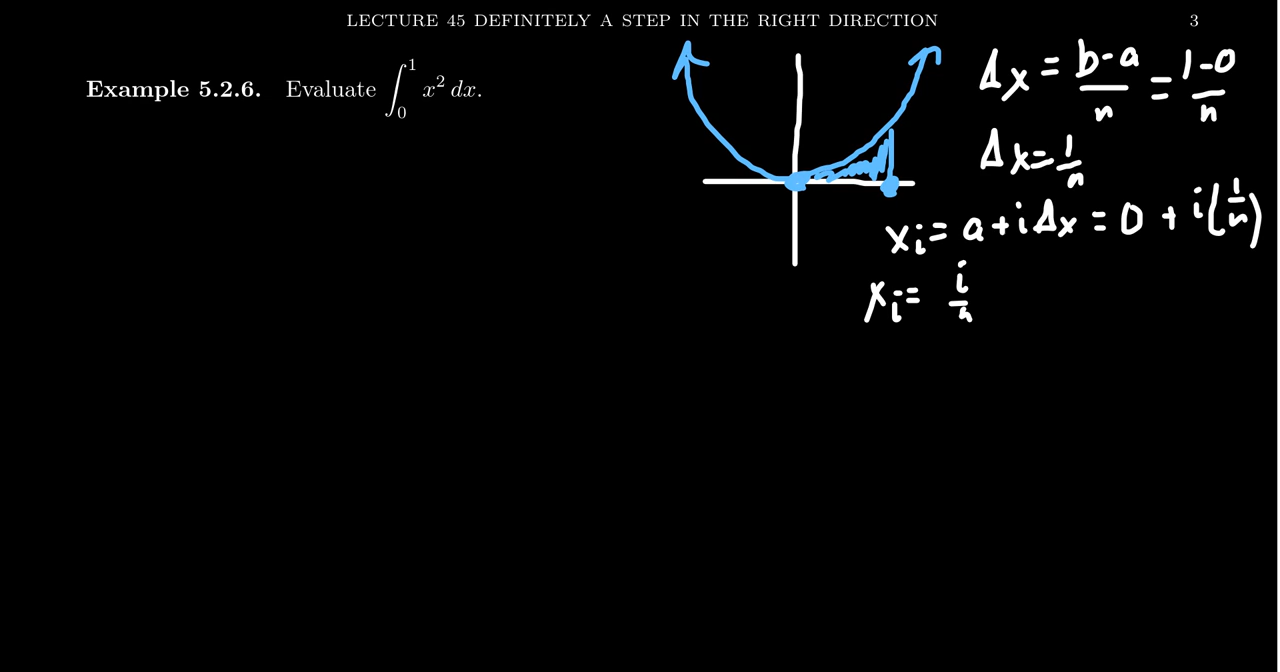 LECTURE 45 DEFINITELY A STEP IN THE RIGHT DIRECTION 3
Example 5.2.6. Evaluate ∫₀¹ x² dx.
Δx = (b-a)/n = (1-0)/n
Δx = 1/n
xᵢ = a + iΔx = 0 + i(1/n)
xᵢ = i/n